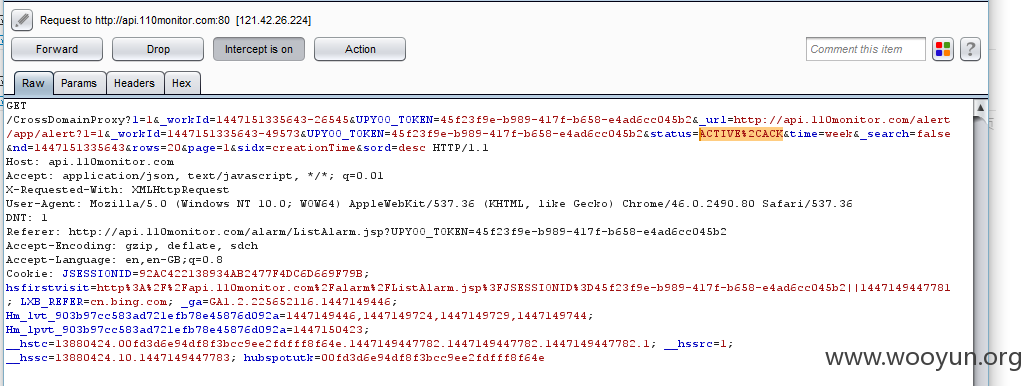 Request to http://api.110monitor.com:80 [121.42.26.224]
Forward Drop Intercept is on Action Comment this item ?
Raw Params Headers Hex
GET
/CrossDomainProxy?1=1&_workId=1447151335643-26545&UPYOO_TOKEN=45f23f9e-b989-417f-b658-e4ad6cc045b2&_url=http://api.110monitor.com/alert
/app/alert?1=1&_workId=1447151335643-49573&UPYOO_TOKEN=45f23f9e-b989-417f-b658-e4ad6cc045b2&status=ACTIVE%2CACK&time=week&_search=false
&nd=1447151335643&rows=20&page=1&sidx=creationTime&sord=desc HTTP/1.1
Host: api.110monitor.com
Accept: application/json, text/javascript, */*; q=0.01
X-Requested-With: XMLHttpRequest
User-Agent: Mozilla/5.0 (Windows NT 10.0; WOW64) AppleWebKit/537.36 (KHTML, like Gecko) Chrome/46.0.2490.80 Safari/537.36
DNT: 1
Referer: http://api.110monitor.com/alarm/ListAlarm.jsp?UPYOO_TOKEN=45f23f9e-b989-417f-b658-e4ad6cc045b2
Accept-Encoding: gzip, deflate, sdch
Accept-Language: en,en-GB;q=0.8
Cookie: JSESSIONID=92AC422138934AB2477F4DC6D669F79B;
hsfirstvisit=http%3A%2F%2Fapi.110monitor.com%2Falarm%2FListAlarm.jsp%3FJSESSIONID%3D45f23f9e-b989-417f-b658-e4ad6cc045b2||1447149447781
; LXB_REFER=cn.bing.com; _ga=GA1.2.225652116.1447149446;
Hm_lvt_903b97cc583ad721efb78e45876d092a=1447149446,1447149724,1447149729,1447149744;
Hm_lpvt_903b97cc583ad721efb78e45876d092a=1447150423;
__hstc=13880424.00fd3d6e94df8f3bcc9ee2fdfff8f64e.1447149447782.1447149447782.1447149447782.1; __hssrc=1;
__hssc=13880424.10.1447149447783; hubspotutk=00fd3d6e94df8f3bcc9ee2fdfff8f64e
www.wooyun.org